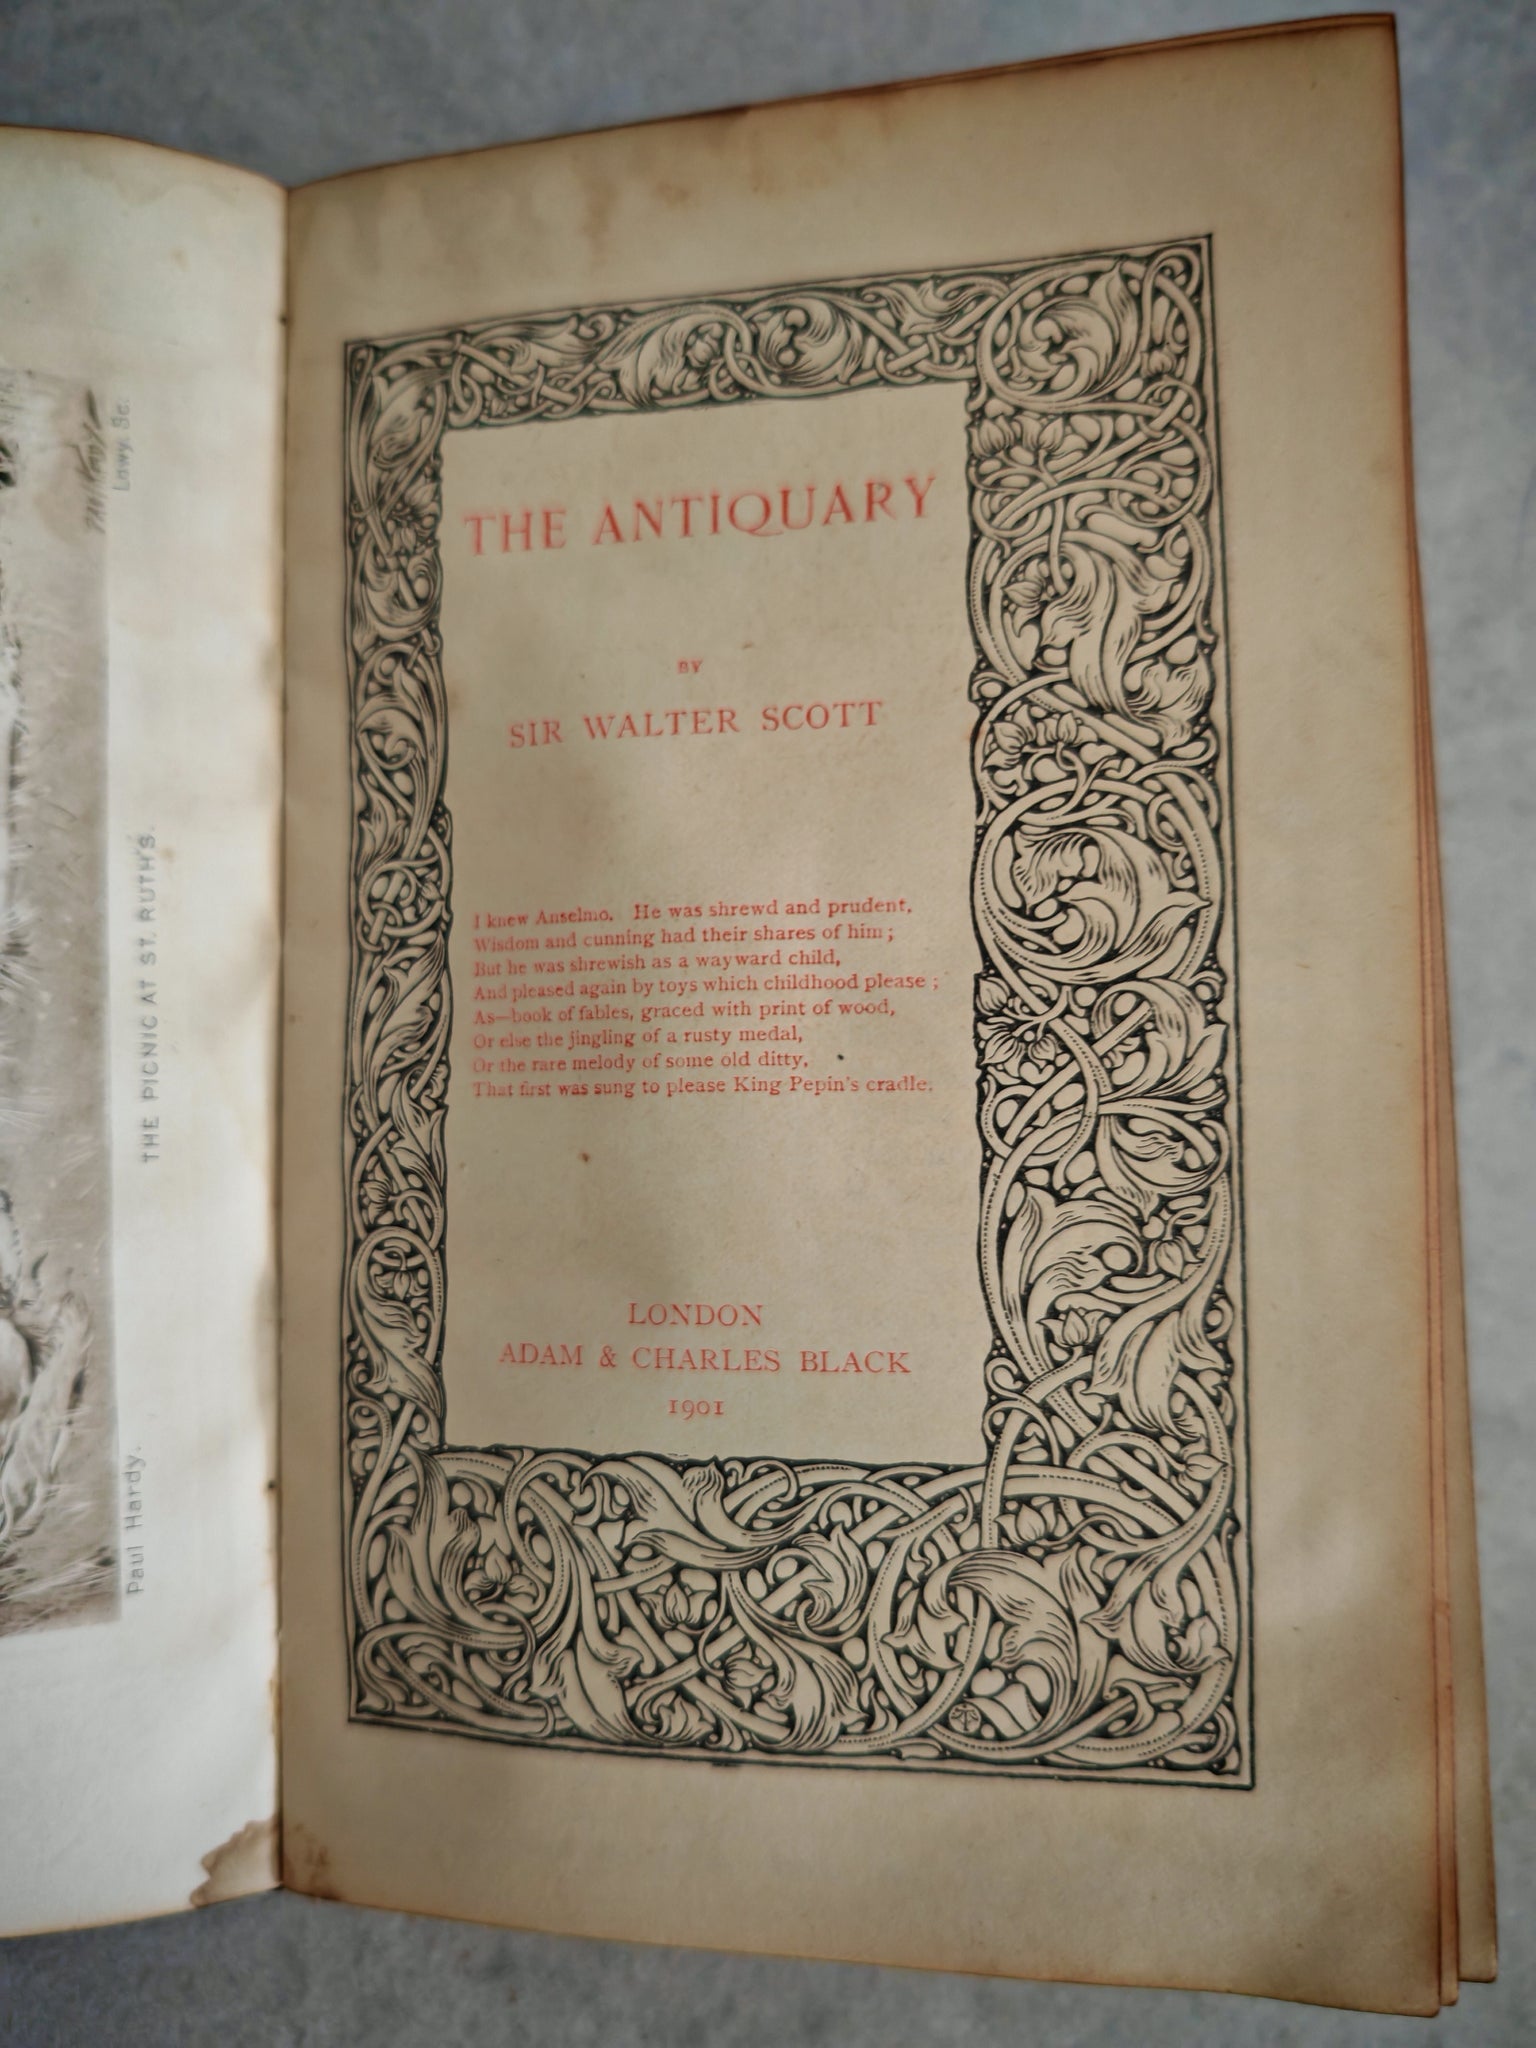 Paul Hardy
Lowy Sc.
Paul Hardy.
THE PICNIC AT ST. RUTH'S.
THE ANTIQUARY
BY
SIR WALTER SCOTT
I knew Anselmo. He was shrewd and prudent,
Wisdom and cunning had their shares of him;
But he was shrewish as a wayward child,
And pleased again by toys which childhood please;
As—book of fables, graced with print of wood,
Or else the jingling of a rusty medal,
Or the rare melody of some old ditty,
That first was sung to please King Pepin's cradle.
LONDON
ADAM & CHARLES BLACK
1901